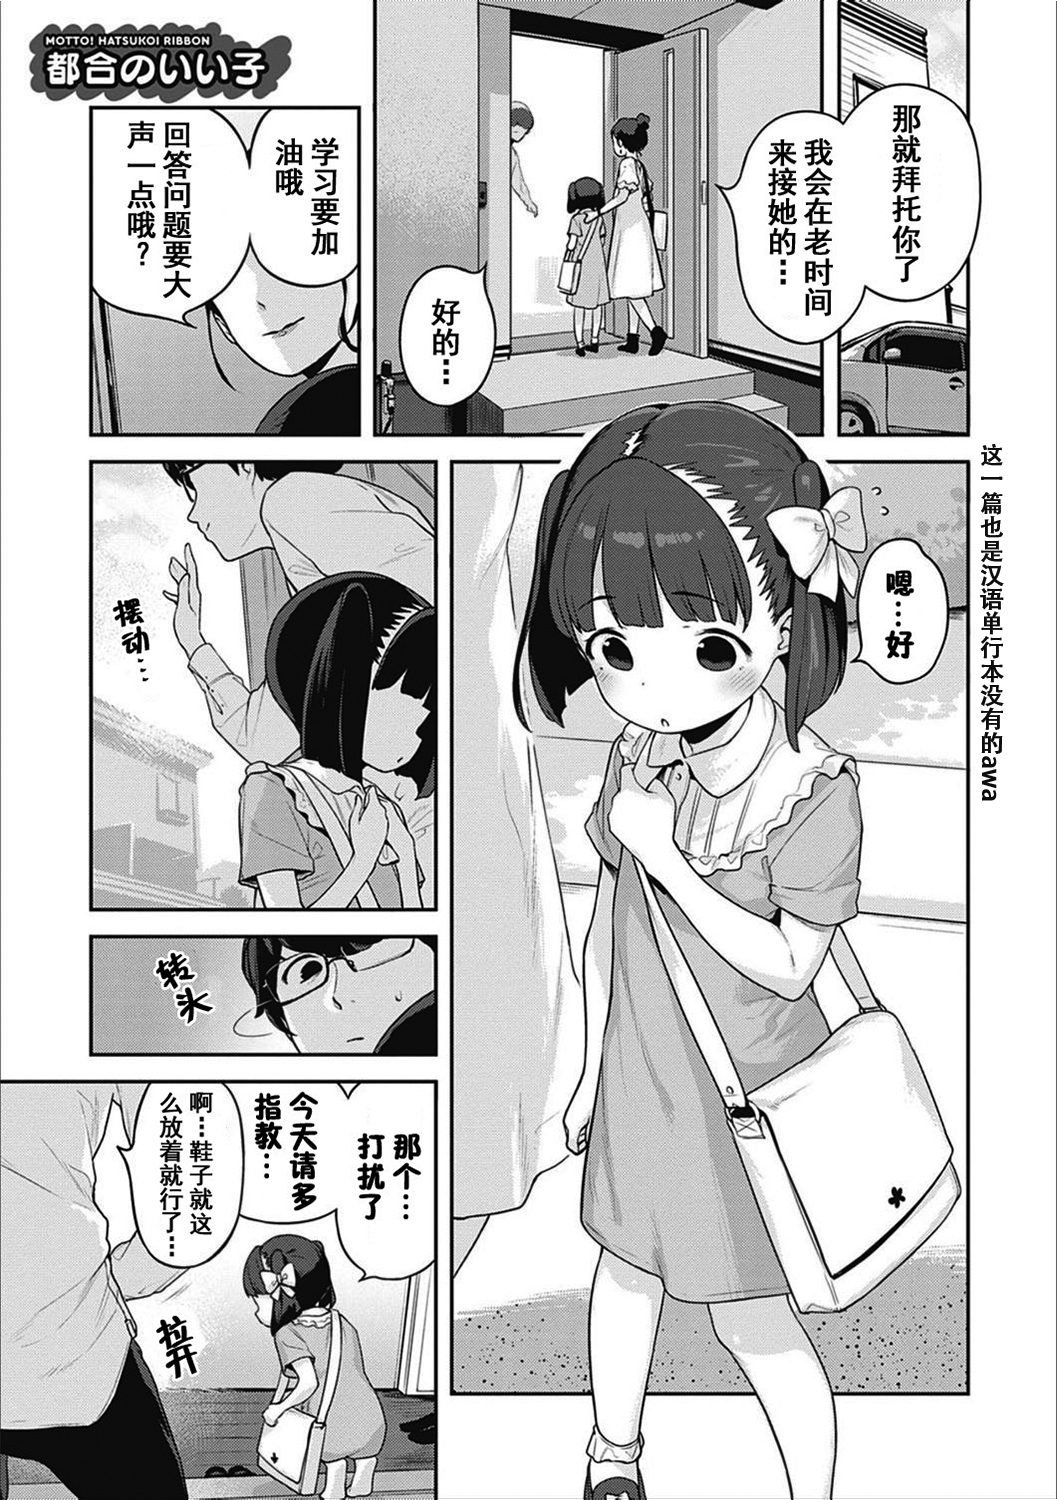 MOTTO! HATSUKOI RIBBON
都合のいい子
那就拜托你了
我会在老时间
来接她的…
好的…
学习要加
油哦
回答问题要大
声一点哦?
嗯…好
摆动…
转头
那个…
打扰了
今天请多
指教…
啊…鞋子就这
么放着就行了…
拉开
这一篇也是汉语单行本没有的awa